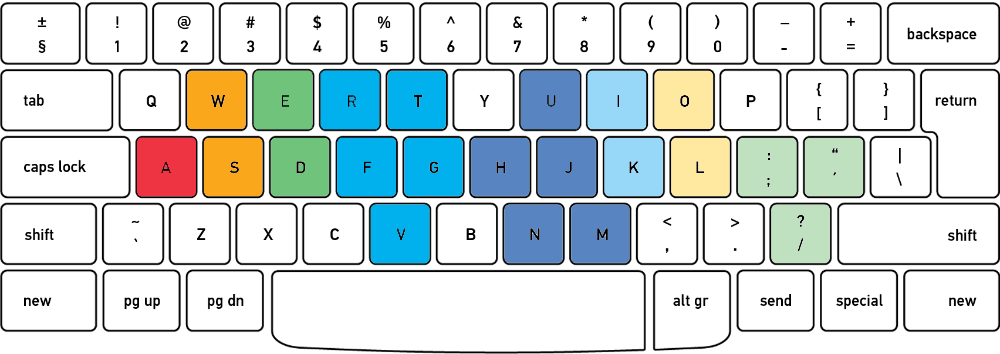 ± ! @ # $ % ^ & * ( ) – +
§ 1 2 3 4 5 6 7 8 9 0 - = backspace
tab Q W E R T Y U I O P { [ } ] return
caps lock A S D F G H J K L : ; “ ‘ | \
shift ~ ` Z X C V B N M < , > . ? / shift
new pg up pg dn alt gr send special new